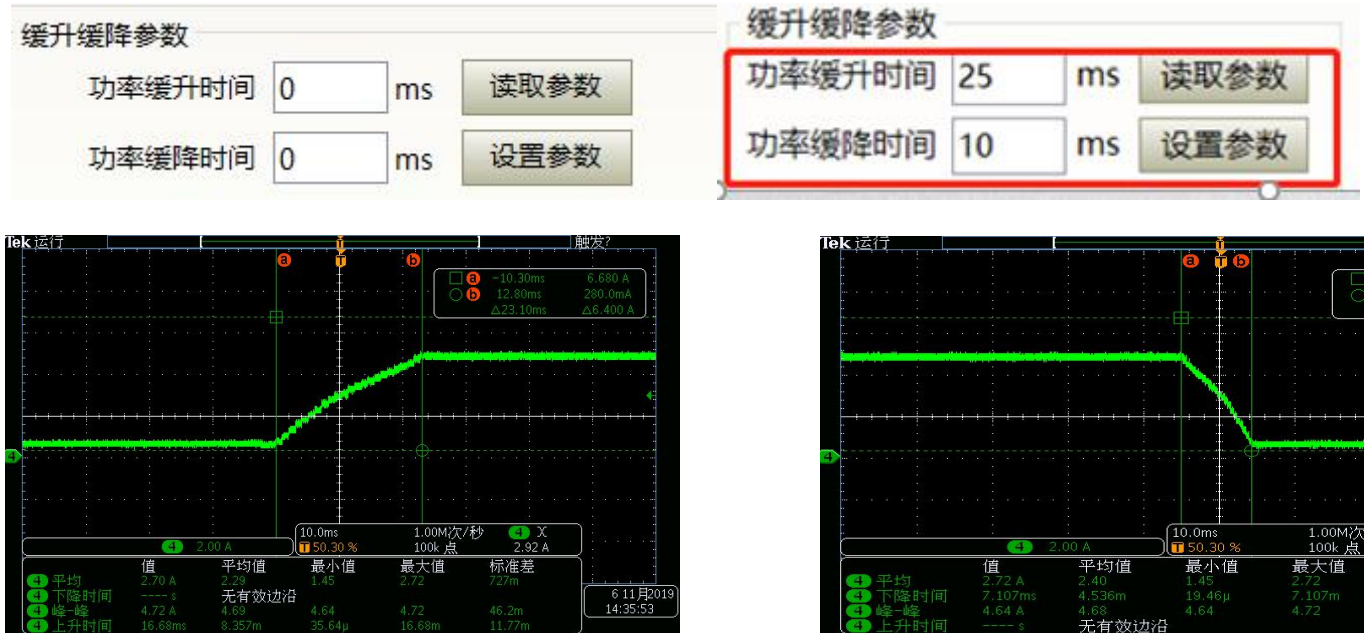 缓升缓降参数
功率缓升时间 0 ms 读取参数
功率缓降时间 0 ms 设置参数
缓升缓降参数
功率缓升时间 25 ms 读取参数
功率缓降时间 10 ms 设置参数
Tek 运行 触发?
T
a T b
a -10.30ms 6.680 A
b 12.80ms 280.0mA
△23.10ms △6.400 A
4
4 2.00 A
10.0ms 1.00M次/秒 4 X
T 50.30 % 100k 点 2.92 A
值 平均值 最小值 最大值 标准差
4 平均 2.70 A 2.29 1.45 2.72 727m
4 下降时间 ---- s 无有效边沿
4 峰-峰 4.72 A 4.69 4.64 4.72 46.2m
4 上升时间 16.68ms 8.357m 35.64µ 16.68m 11.77m
6 11月2019
14:35:53
Tek 运行
T
a T b
4
4 2.00 A
10.0ms 1.00M次
T 50.30 % 100k 点
值 平均值 最小值 最大值
4 平均 2.72 A 2.40 1.45 2.72
4 下降时间 7.107ms 4.536m 19.46µ 7.107m
4 峰-峰 4.64 A 4.68 4.64 4.72
4 上升时间 ---- s 无有效边沿